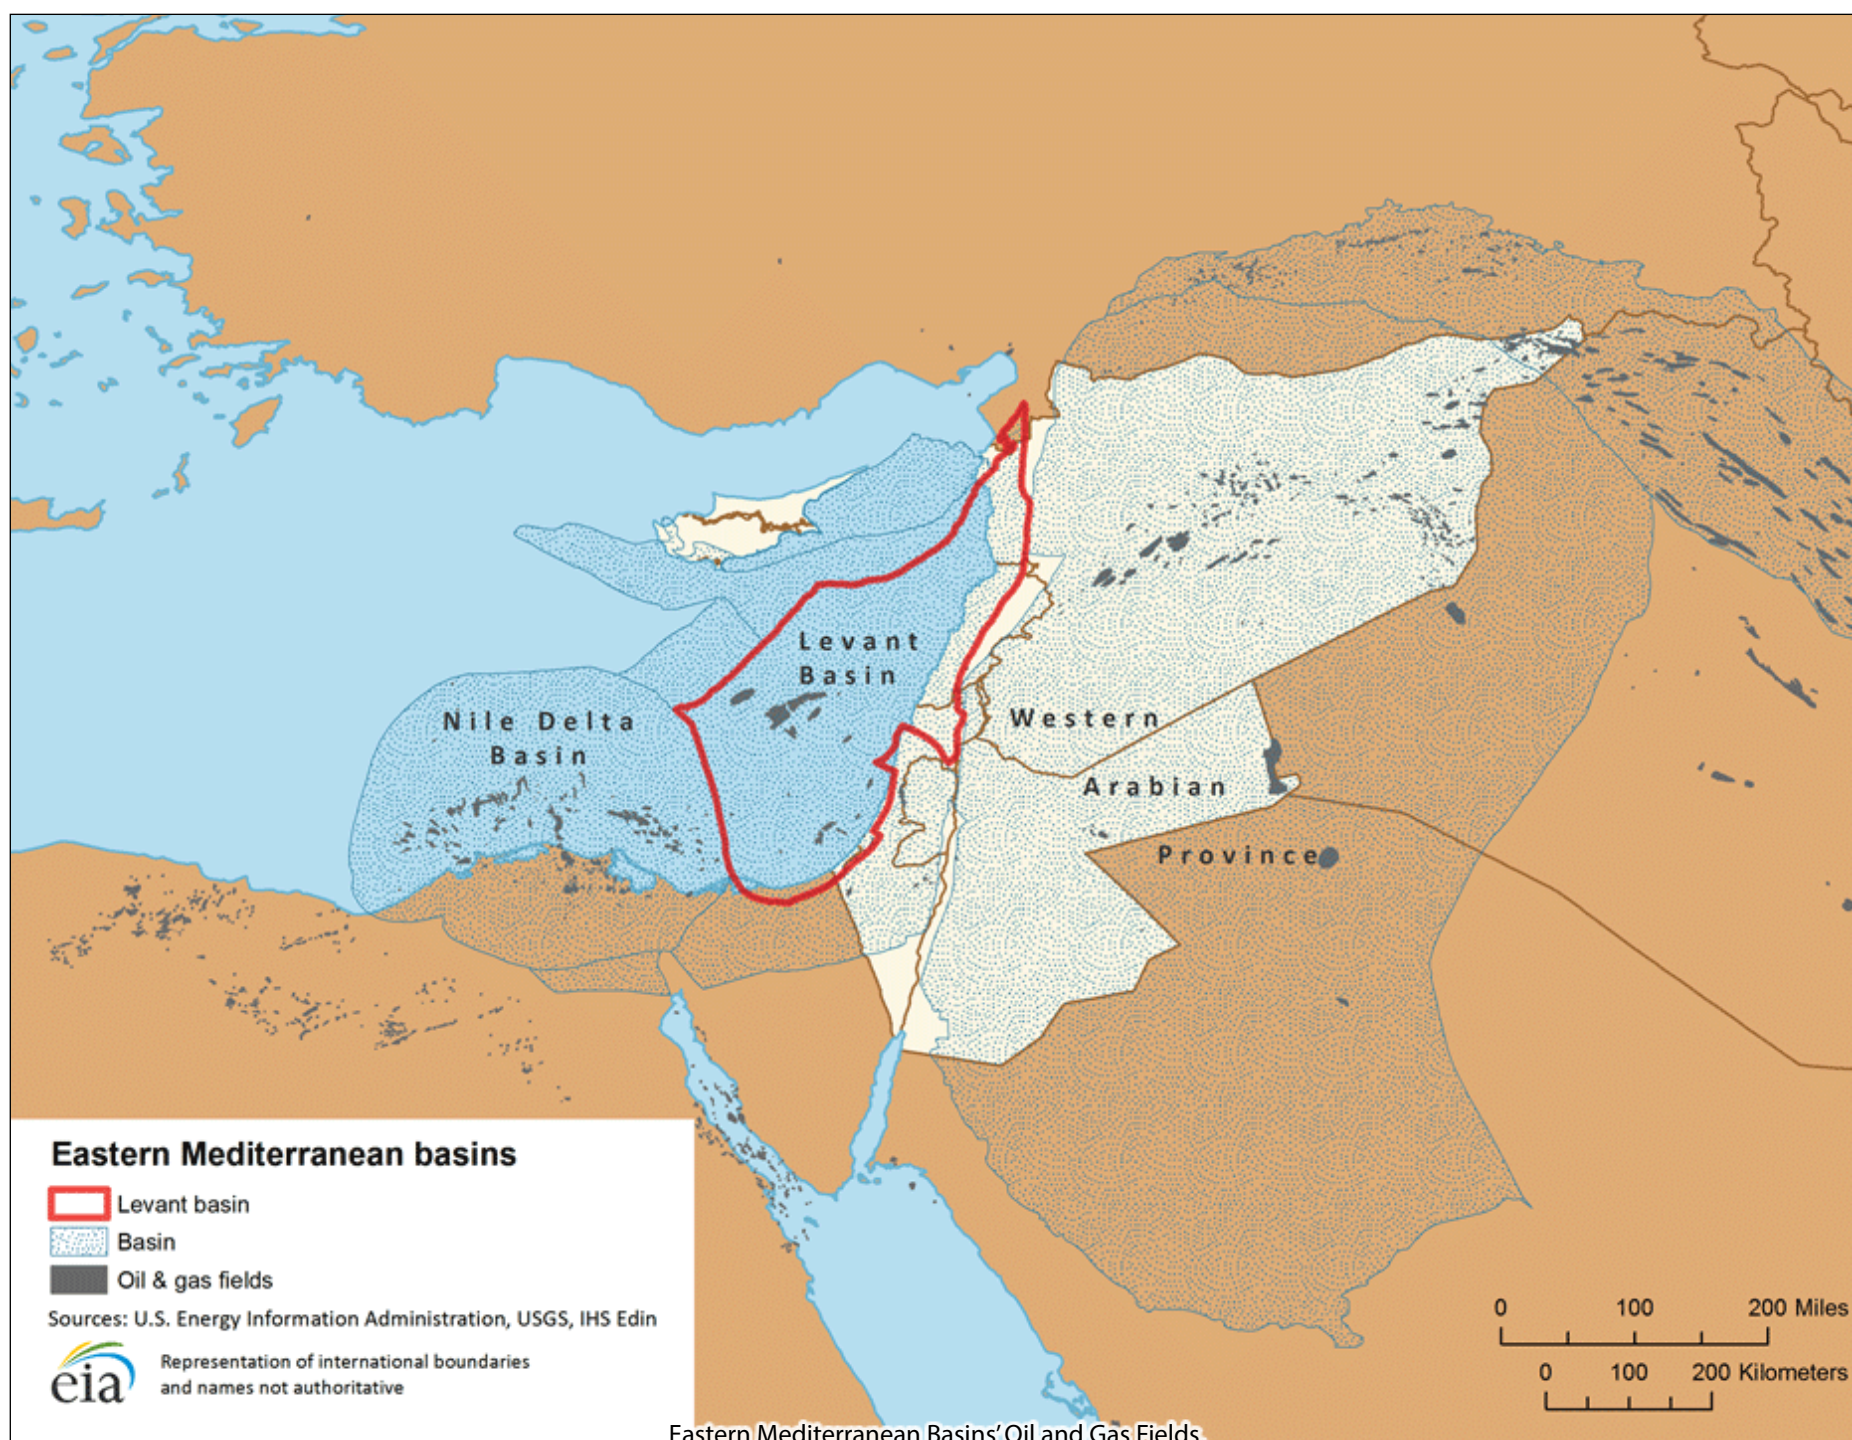 Levant
Basin
Nile Delta
Basin
Western
Arabian
Province
Eastern Mediterranean basins
Levant basin
Basin
Oil & gas fields
Sources: U.S. Energy Information Administration, USGS, IHS Edin
eia
Representation of international boundaries
and names not authoritative
0 100 200 Miles
0 100 200 Kilometers
Eastern Mediterranean Basins' Oil and Gas Fields